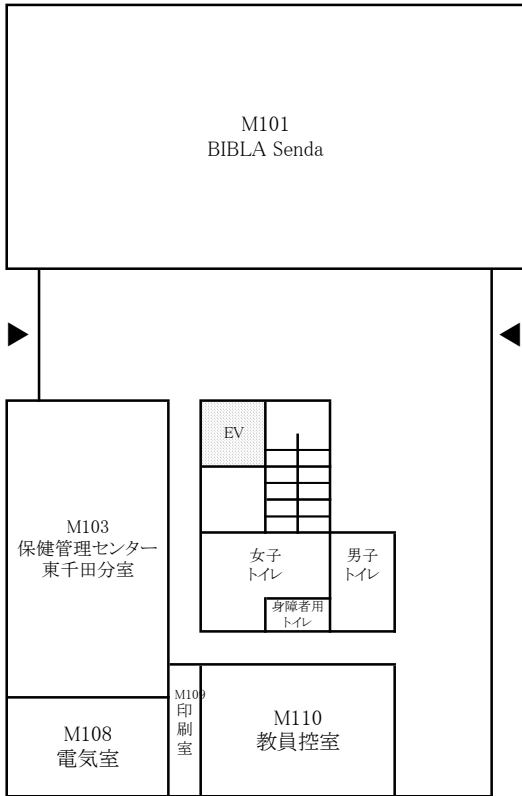 M101
BIBLA Senda
EV
M103
保健管理センター
東千田分室
女子
トイレ
男子
トイレ
身障者用
トイレ
M109
印
刷
室
M108
電気室
M110
教員控室